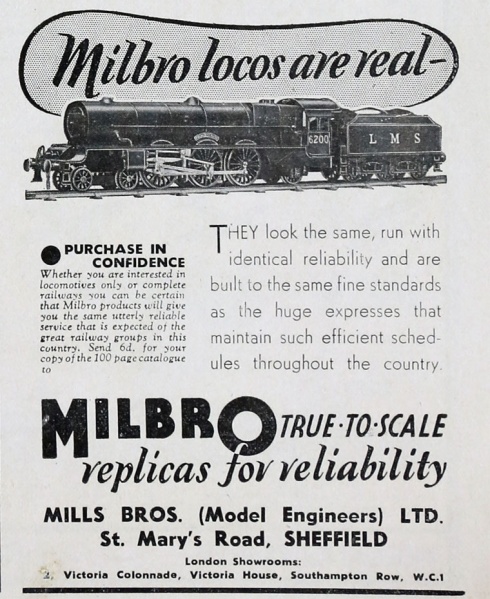 Milbro locos are real-
6200
L M S
PURCHASE IN
CONFIDENCE
Whether you are interested in
locomotives only or complete
railways you can be certain
that Milbro products will give
you the same utterly reliable
service that is expected of the
great railway groups in this
country. Send 6d. for your
copy of the 100 page catalogue
to
THEY look the same, run with
identical reliability and are
built to the same fine standards
as the huge expresses that
maintain such efficient sched-
ules throughout the country.
MILBRO TRUE·TO·SCALE
replicas for reliability
MILLS BROS. (Model Engineers) LTD.
St. Mary's Road, SHEFFIELD
London Showrooms:
2, Victoria Colonnade, Victoria House, Southampton Row, W.C.1